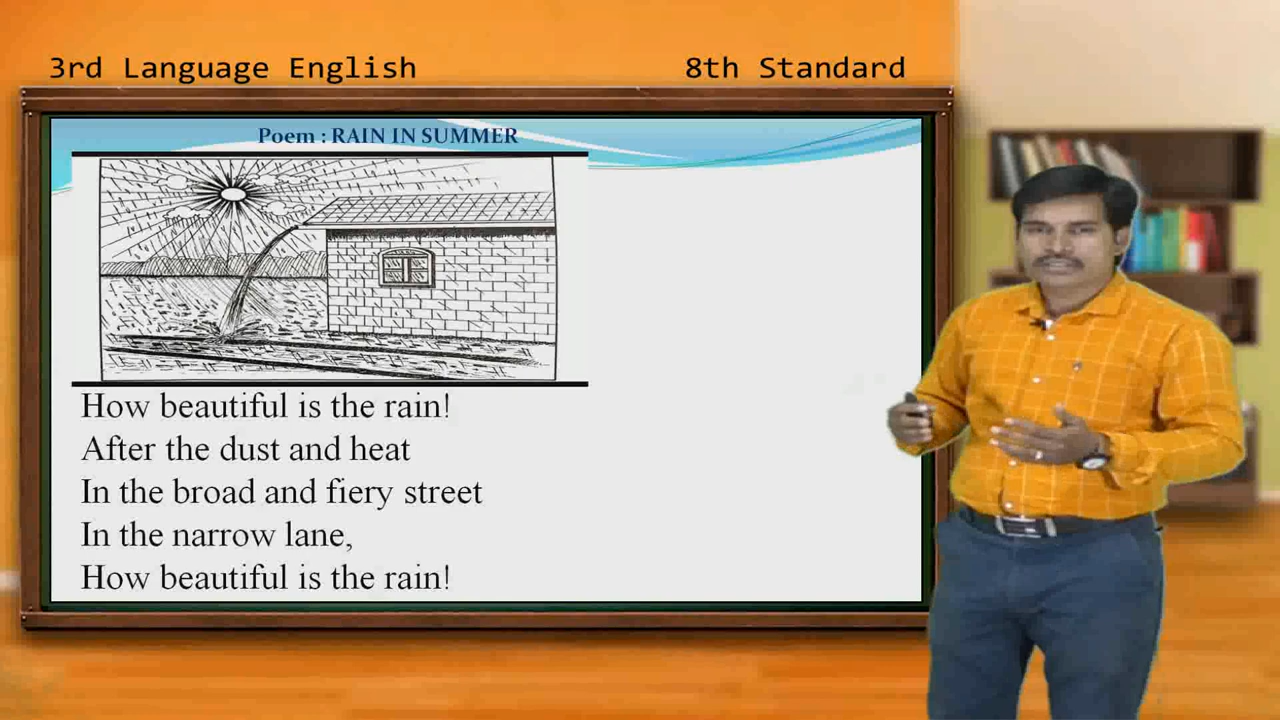 3rd Language English
8th Standard
Poem : RAIN IN SUMMER
How beautiful is the rain!
After the dust and heat
In the broad and fiery street
In the narrow lane,
How beautiful is the rain!